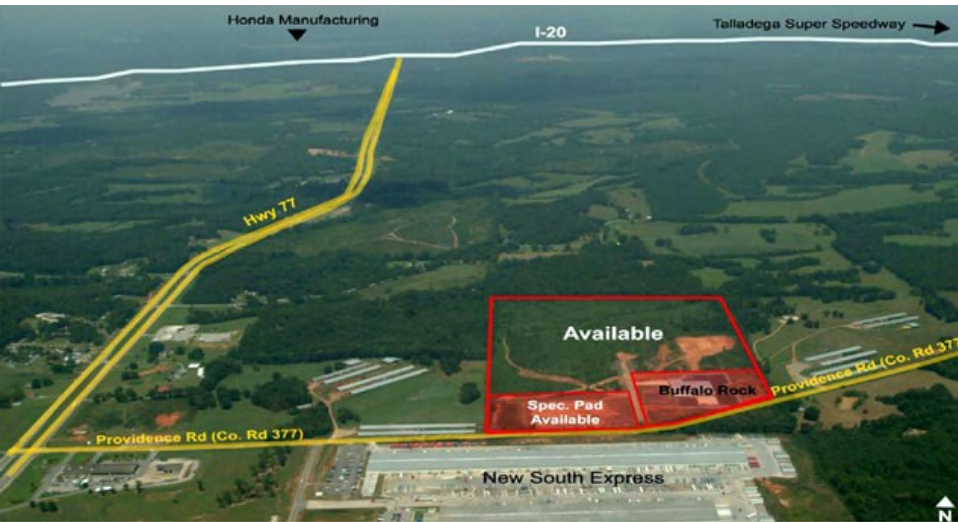 Honda Manufacturing
Talladega Super Speedway
I-20
Hwy 77
Available
Buffalo Rock
Providence Rd (Co. Rd 377)
Spec. Pad
Available
Providence Rd (Co. Rd 377)
New South Express
N